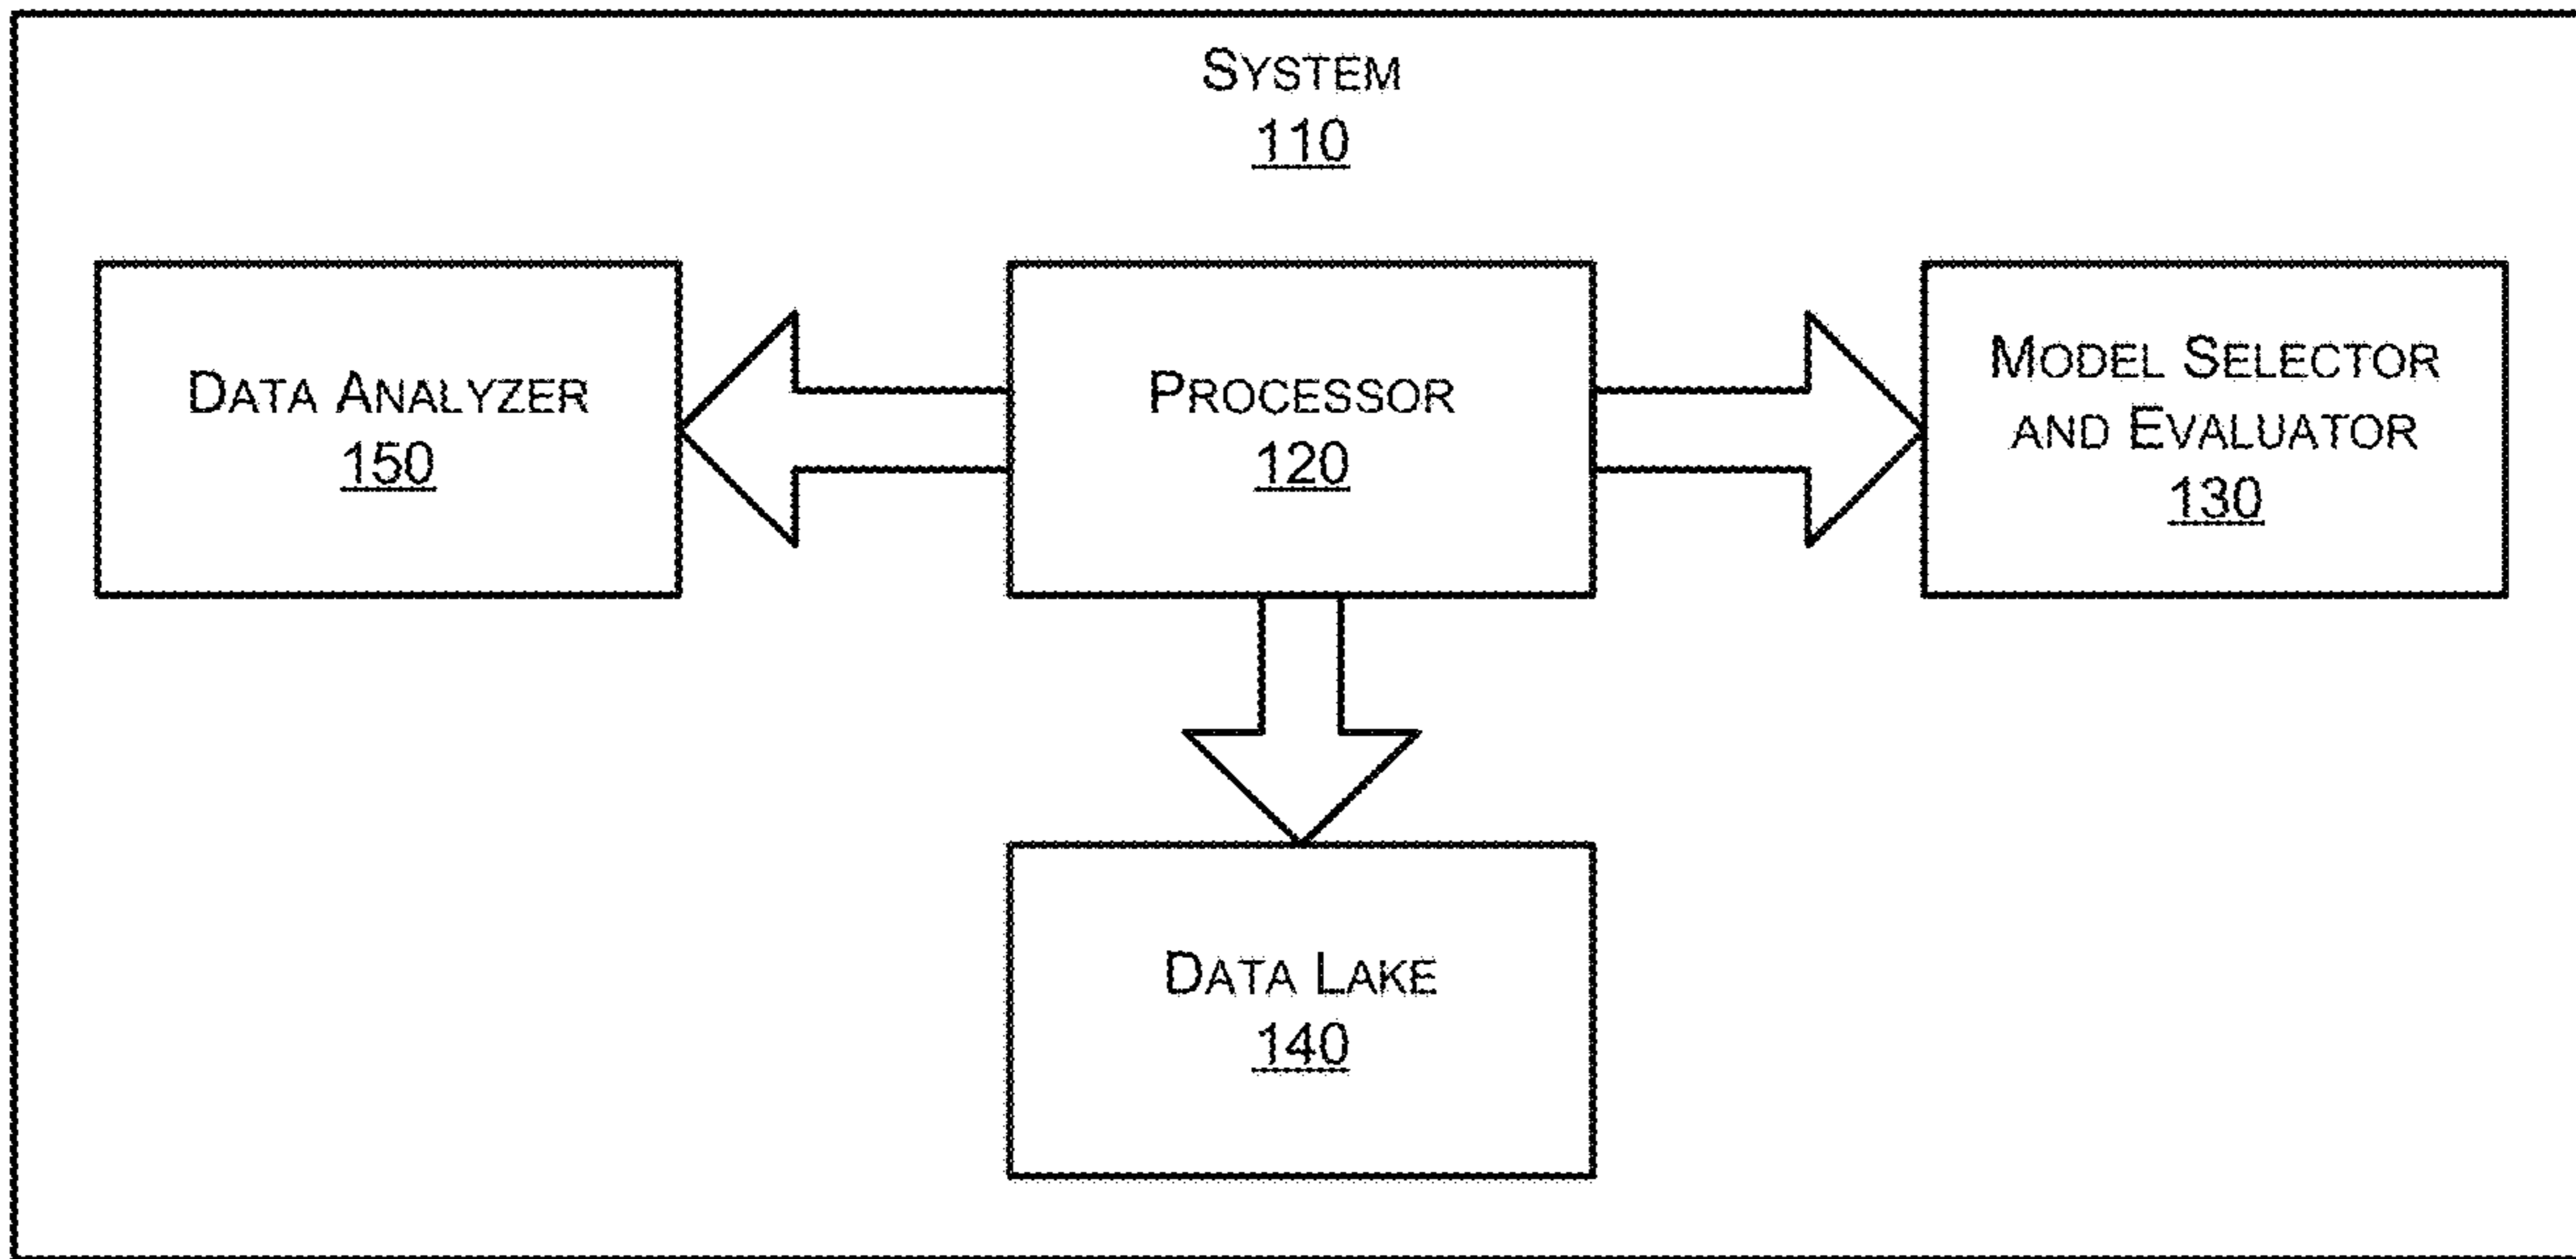 SYSTEM
110
DATA ANALYZER
150
PROCESSOR
120
MODEL SELECTOR
AND EVALUATOR
130
DATA LAKE
140